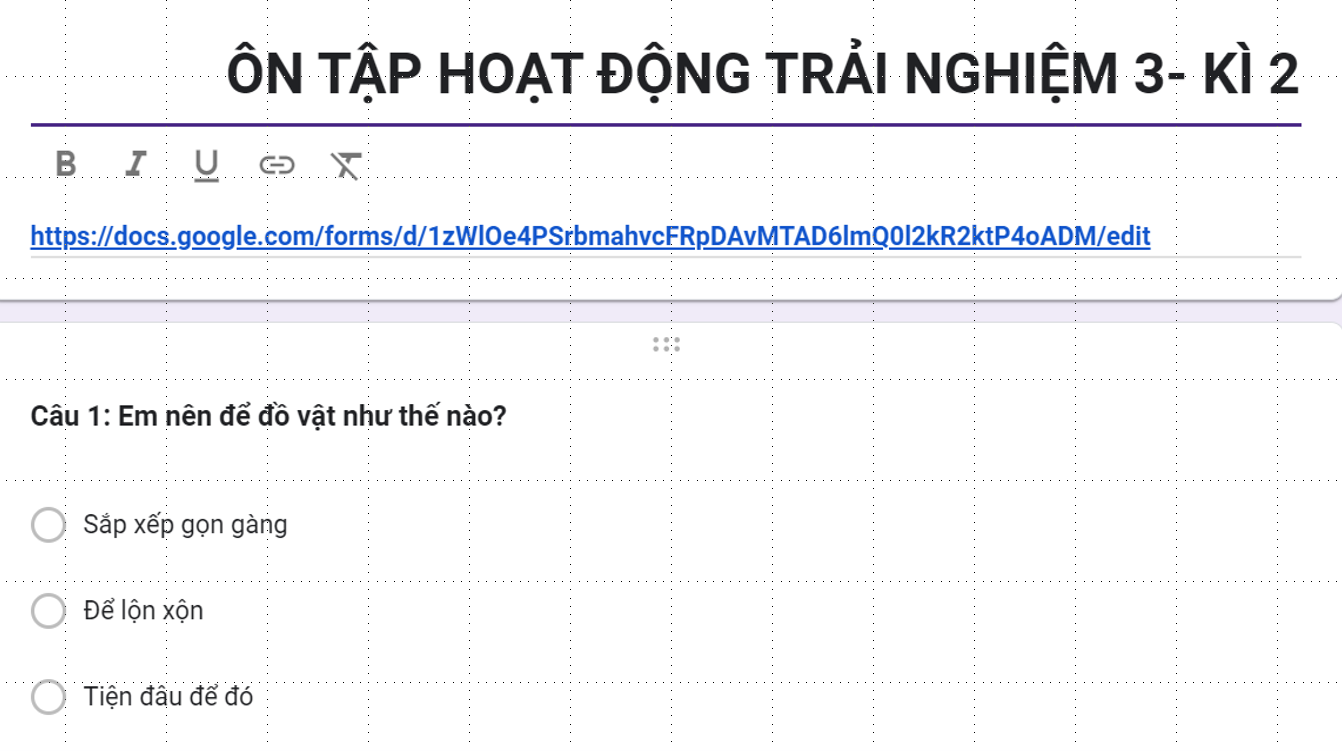 ÔN TẬP HOẠT ĐỘNG TRẢI NGHIỆM 3- KÌ 2
B I U
https://docs.google.com/forms/d/1zWlOe4PSrbmahvcFRpDAvMTAD6lmQ0l2kR2ktP4oADM/edit
Câu 1: Em nên để đồ vật như thế nào?
Sắp xếp gọn gàng
Để lộn xộn
Tiện đâu để đó